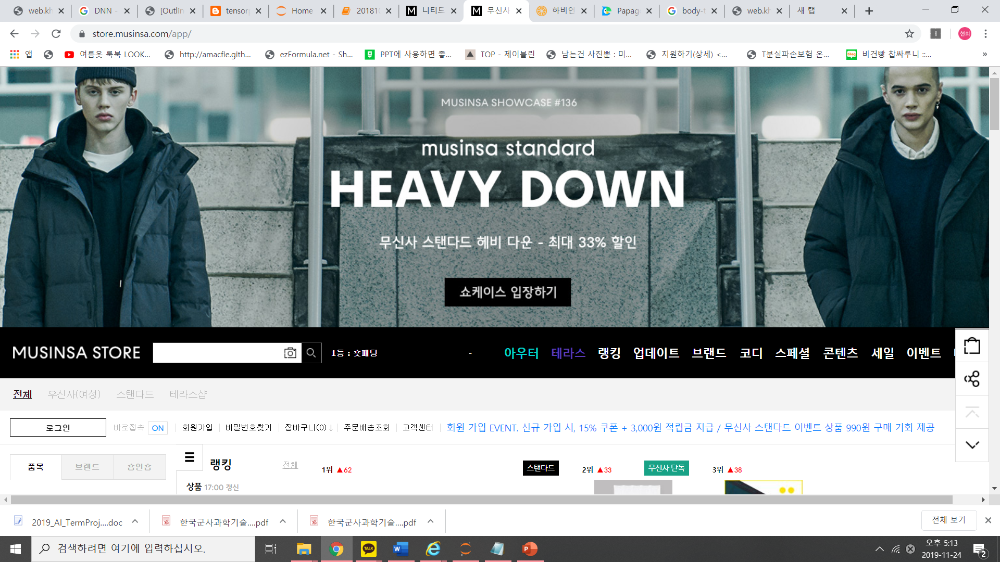 web.kh
DNN -
[Outlin
tensor
Home
20181
니티드
무신사
하비언
Papag
body-
web.kh
새 탭
store.musinsa.com/app/
현희
앱
여름옷 룩북 LOOK...
http://amacfie.gith...
ezFormula.net - Sh...
PPT에 사용하면 좋...
TOP - 제이블린
남는건 사진뿐 : 미...
지원하기(상세) <...
T분실파손보험 온...
비건빵 찹싸루니 ::...
»
MUSINSA SHOWCASE #136
musinsa standard
HEAVY DOWN
무신사 스탠다드 헤비 다운 - 최대 33% 할인
쇼케이스 입장하기
MUSINSA STORE
1등 : 숏패딩
-
아우터 테라스 랭킹 업데이트 브랜드 코디 스페셜 콘텐츠 세일 이벤트
전체 우신사(여성) 스탠다드 테라스샵
로그인 바로접속 ON 회원가입 비밀번호찾기 장바구니(0)↓ 주문배송조회 고객센터 회원 가입 EVENT. 신규 가입 시, 15% 쿠폰 + 3,000원 적립금 지급 / 무신사 스탠다드 이벤트 상품 990원 구매 기회 제공
품목 브랜드 숍인숍
랭킹 전체
1위 ▲62 스탠다드 2위 ▲33 무신사 단독 3위 ▲38
상품 17:00 갱신
2019_AI_TermProj....doc
한국군사과학기술....pdf
한국군사과학기술....pdf
전체 보기
검색하려면 여기에 입력하십시오.
TALK
오후 5:13
2019-11-24
2